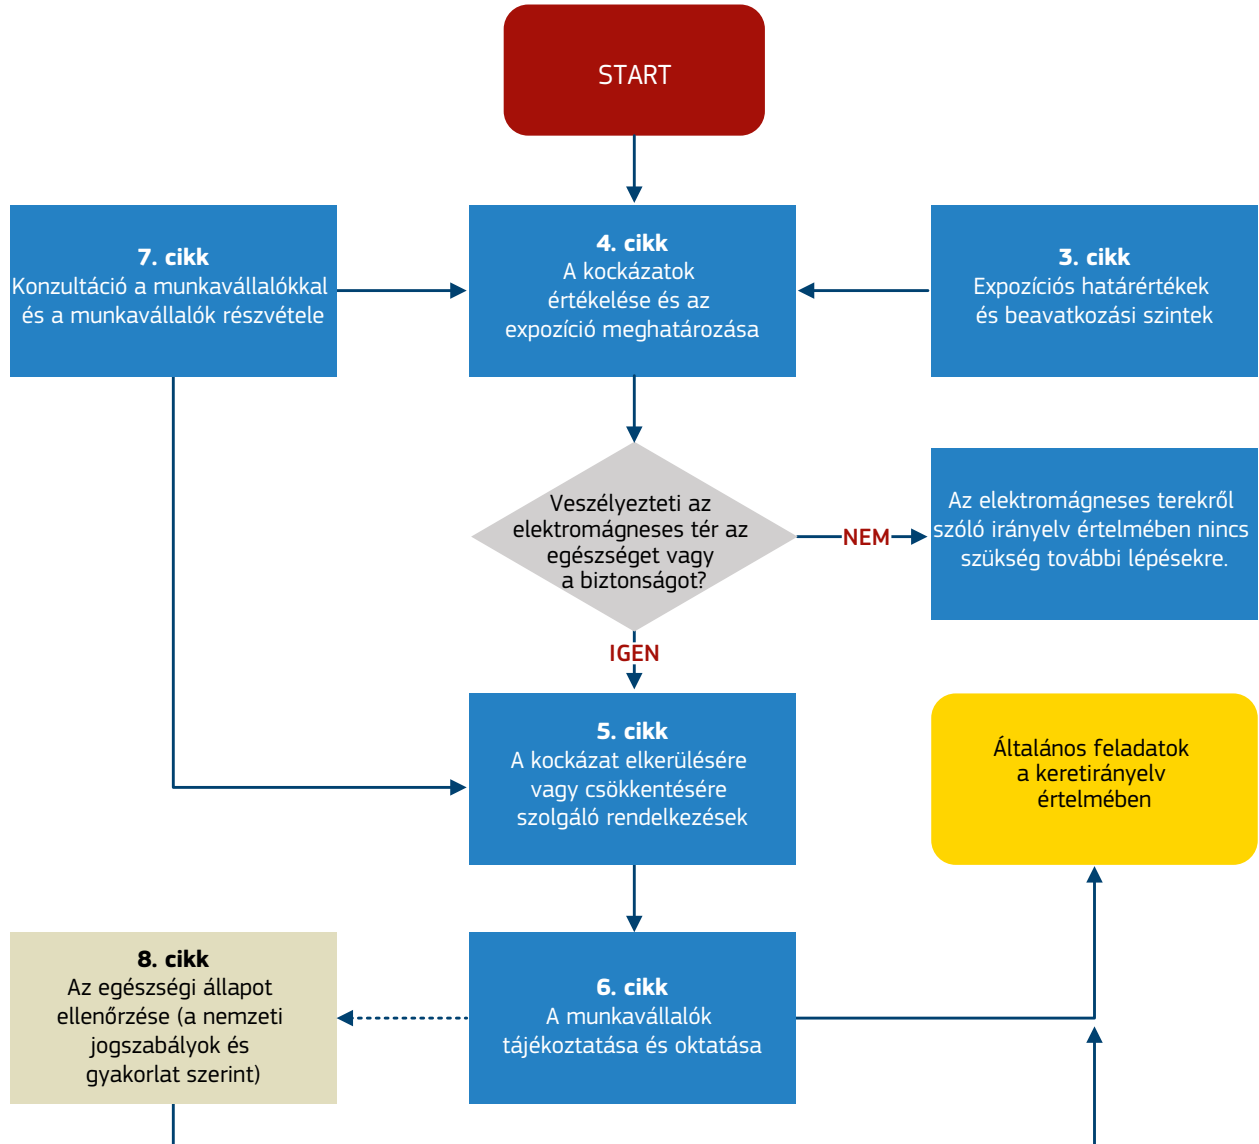 START
7. cikk
Konzultáció a munkavállalókkal
és a munkavállalók részvétele
4. cikk
A kockázatok
értékelése és az
expozíció meghatározása
3. cikk
Expozíciós határértékek
és beavatkozási szintek
Veszélyezteti az
elektromágneses tér az
egészséget vagy
a biztonságot?
NEM
Az elektromágneses terekről
szóló irányelv értelmében nincs
szükség további lépésekre.
IGEN
5. cikk
A kockázat elkerülésére
vagy csökkentésére
szolgáló rendelkezések
Általános feladatok
a keretirányelv
értelmében
8. cikk
Az egészségi állapot
ellenőrzése (a nemzeti
jogszabályok és
gyakorlat szerint)
6. cikk
A munkavállalók
tájékoztatása és oktatása